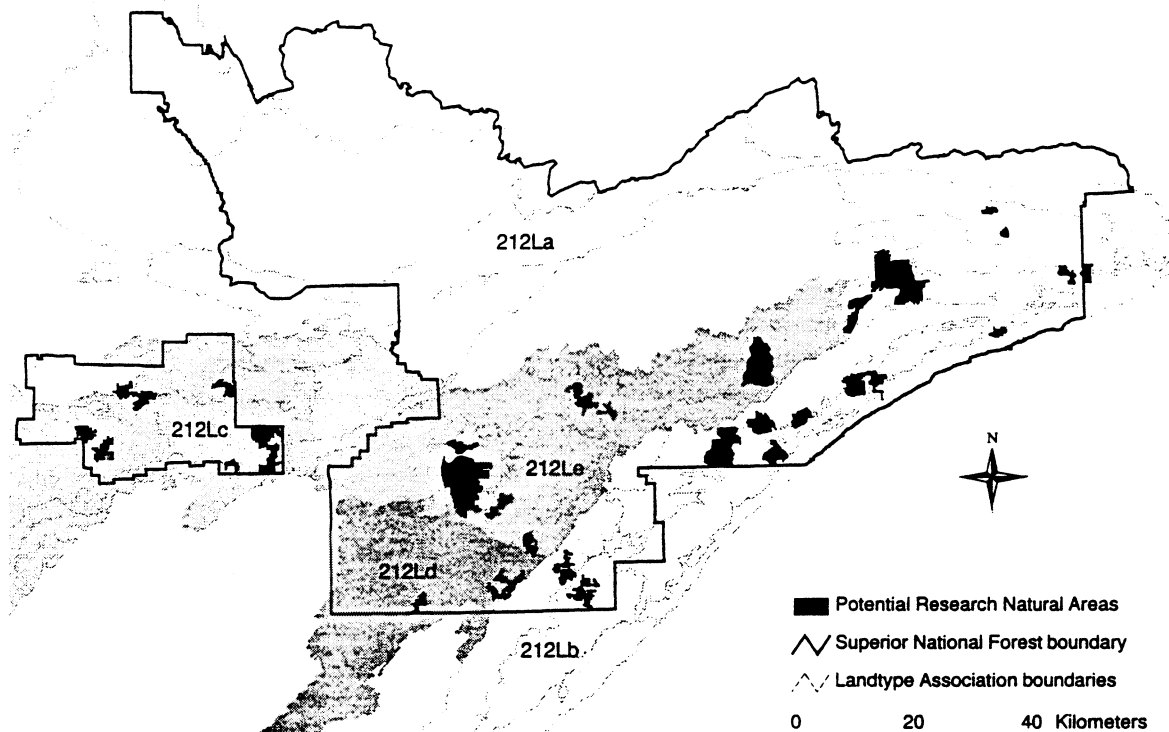 212La
212Lc
212Le
212Ld
212Lb
N
Potential Research Natural Areas
Superior National Forest boundary
Landtype Association boundaries
0 20 40 Kilometers